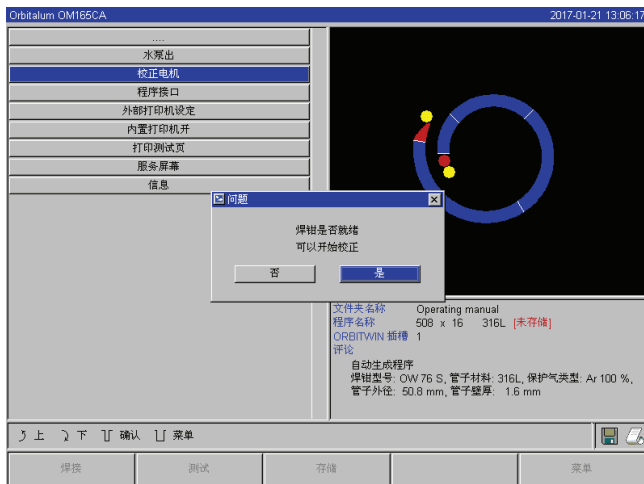 Orbitalum OM165CA
2017-01-21 13:06:17
....
水泵出
校正电机
程序接口
外部打印机设定
内置打印机开
打印测试页
服务屏幕
信息
问题
焊钳是否就绪
可以开始校正
否
是
文件夹名称 Operating manual
程序名称 508 x 16 316L [未存储]
ORBITWIN 插槽 1
评论
自动生成程序
焊钳型号: OW 76 S, 管子材料: 316L, 保护气类型: Ar 100 %,
管子外径: 50.8 mm, 管子壁厚: 1.6 mm
上 下 确认 菜单
焊接 测试 存储 菜单